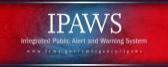 IPAWS
Integrated Public Alert and Warning System
www.fema.gov/emergency/ipaws